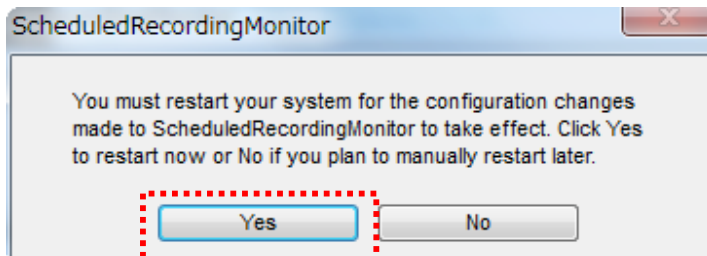 ScheduledRecordingMonitor
You must restart your system for the configuration changes
made to ScheduledRecordingMonitor to take effect. Click Yes
to restart now or No if you plan to manually restart later.
Yes
No